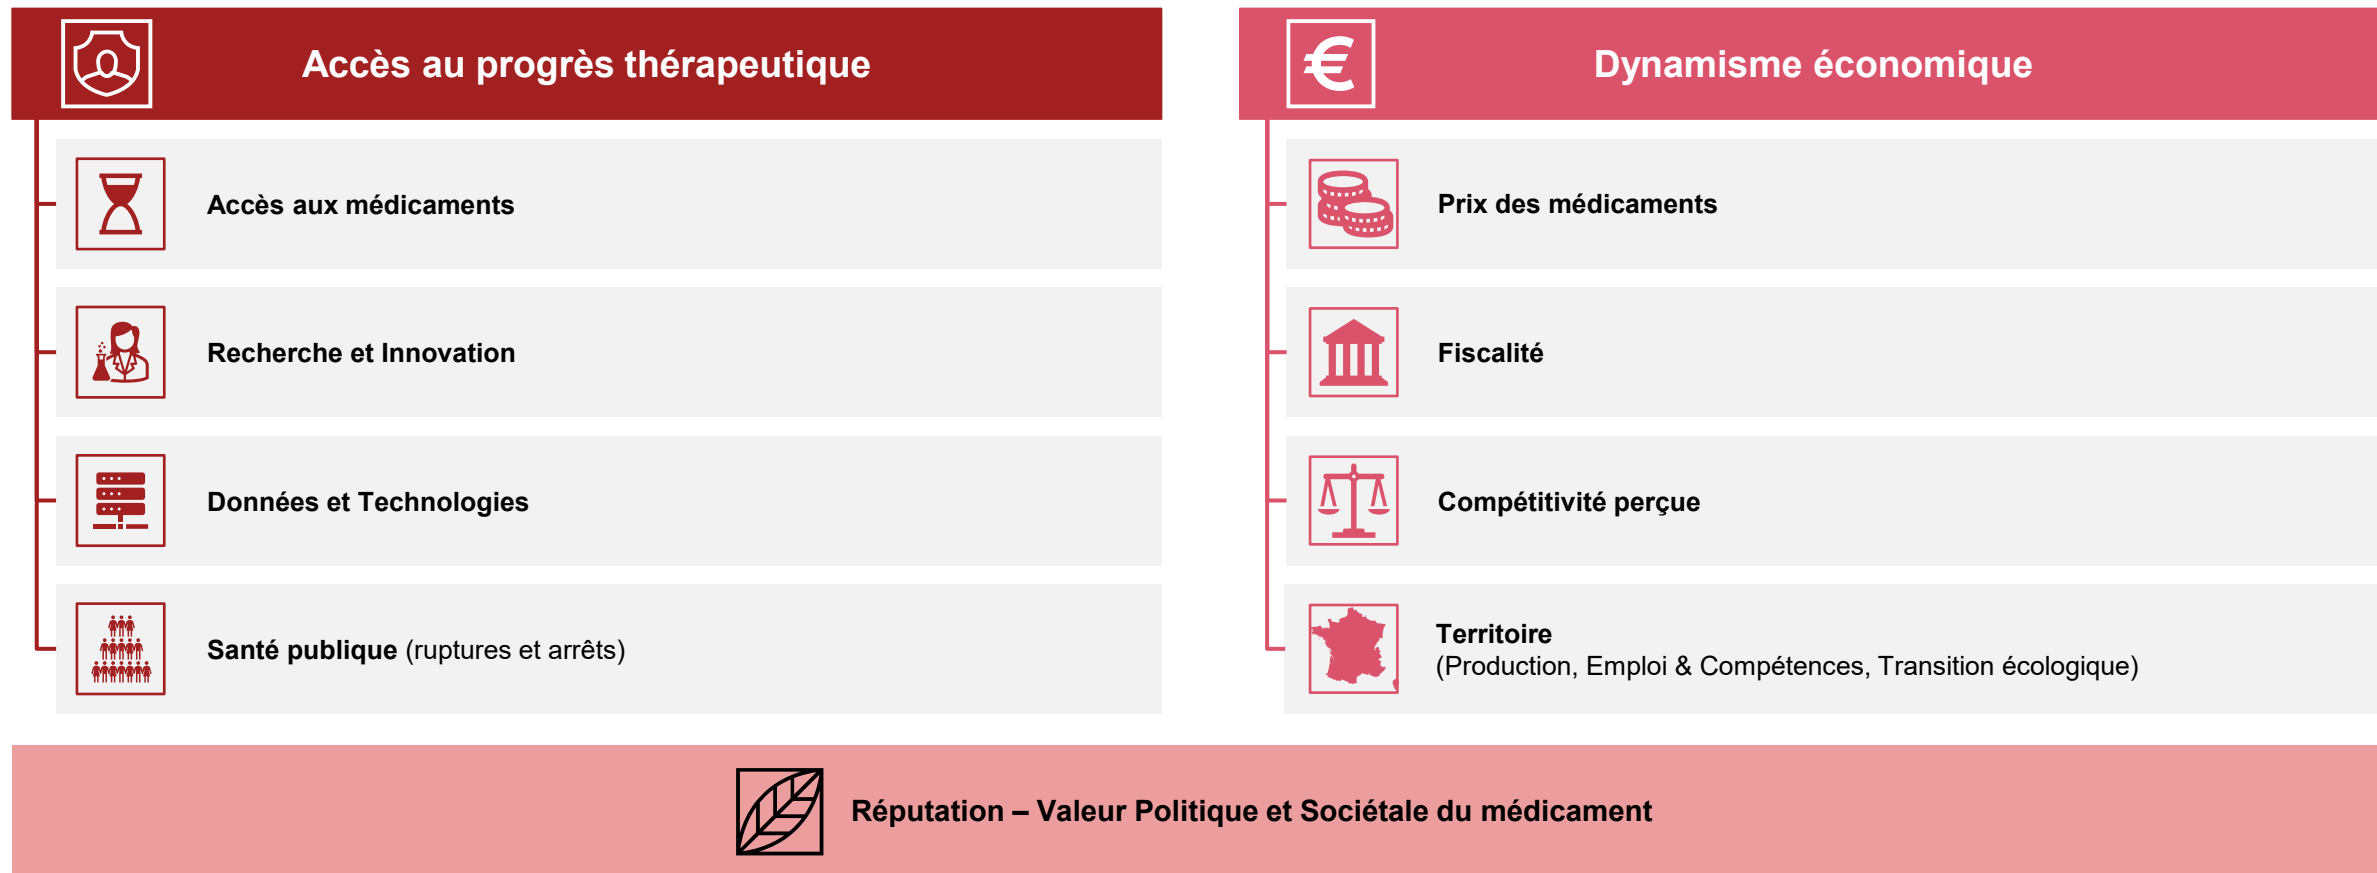 Accès au progrès thérapeutique
Accès aux médicaments
Recherche et Innovation
Données et Technologies
Santé publique (ruptures et arrêts)
€
Dynamisme économique
Prix des médicaments
Fiscalité
Compétitivité perçue
Territoire
(Production, Emploi & Compétences, Transition écologique)
Réputation – Valeur Politique et Sociétale du médicament